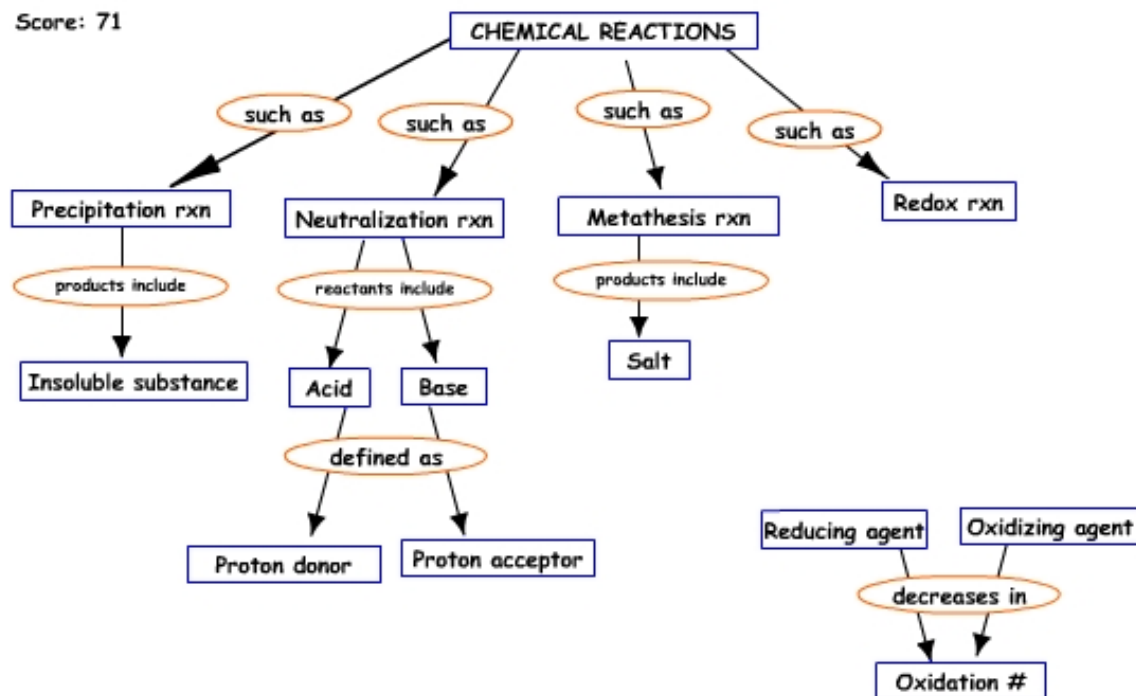 Score: 71
CHEMICAL REACTIONS
such as
such as
such as
such as
Precipitation rxn
Neutralization rxn
Metathesis rxn
Redox rxn
products include
reactants include
products include
Insoluble substance
Acid
Base
Salt
defined as
Proton donor
Proton acceptor
Reducing agent
Oxidizing agent
decreases in
Oxidation #